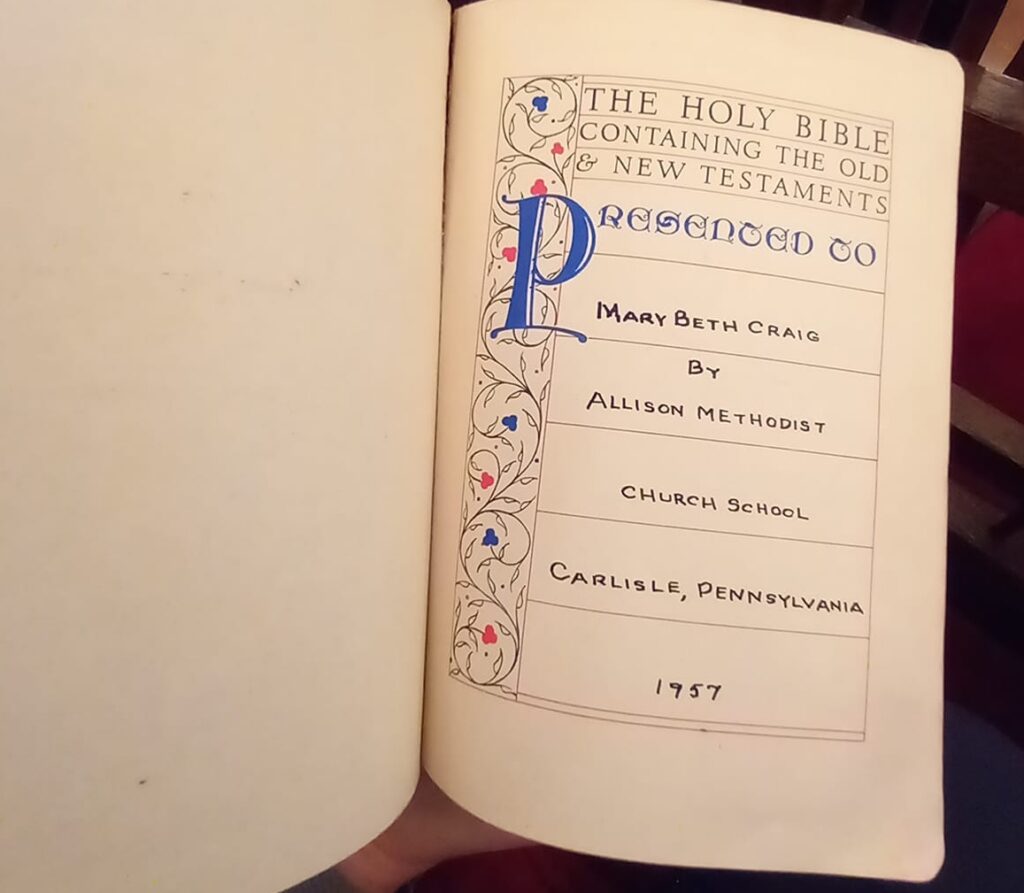 THE HOLY BIBLE
CONTAINING THE OLD
& NEW TESTAMENTS
PRESENTED TO
MARY BETH CRAIG
BY
ALLISON METHODIST
CHURCH SCHOOL
CARLISLE, PENNSYLVANIA
1957